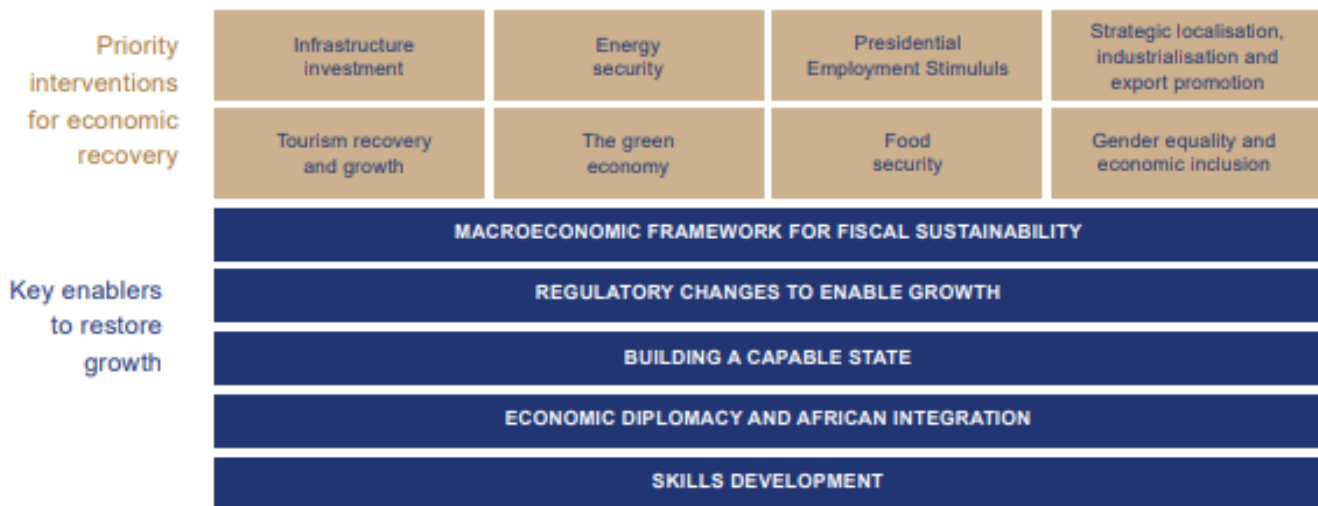 Priority
interventions
for economic
recovery
Infrastructure
investment
Energy
security
Presidential
Employment Stimululs
Strategic localisation,
industrialisation and
export promotion
Tourism recovery
and growth
The green
economy
Food
security
Gender equality and
economic inclusion
Key enablers
to restore
growth
MACROECONOMIC FRAMEWORK FOR FISCAL SUSTAINABILITY
REGULATORY CHANGES TO ENABLE GROWTH
BUILDING A CAPABLE STATE
ECONOMIC DIPLOMACY AND AFRICAN INTEGRATION
SKILLS DEVELOPMENT